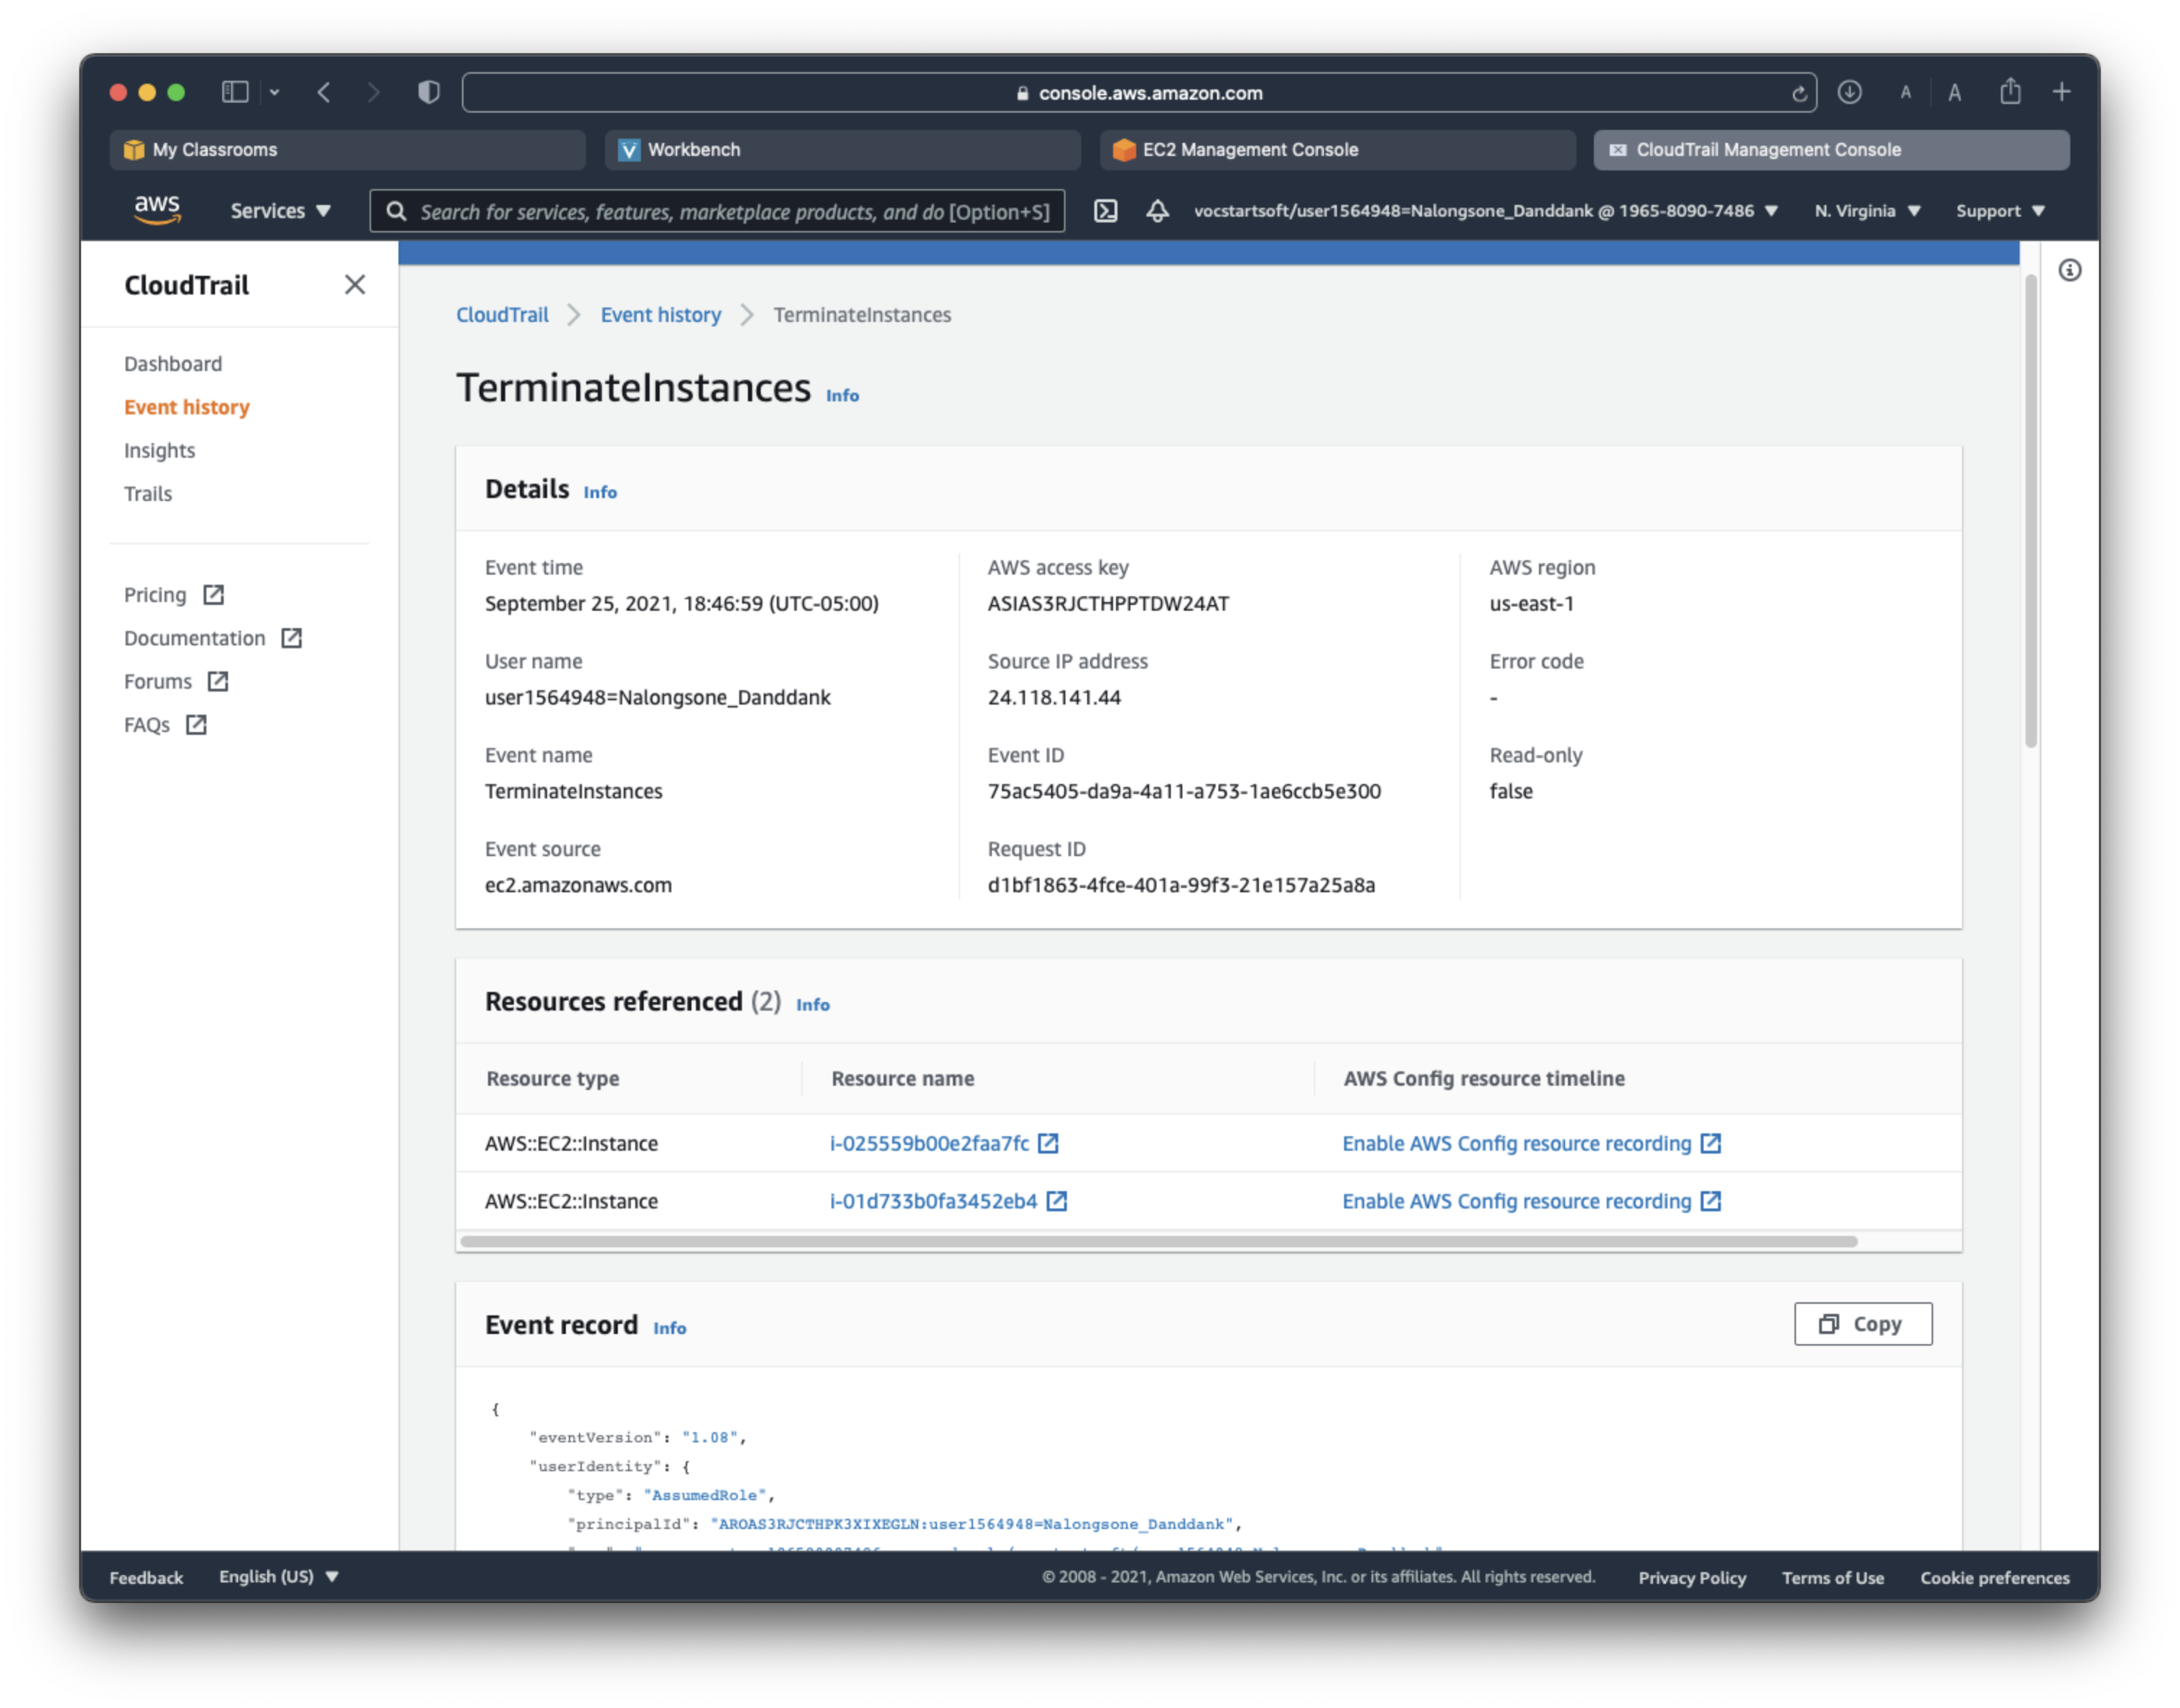 console.aws.amazon.com
A A
My Classrooms
Workbench
EC2 Management Console
CloudTrail Management Console
aws
Services
Search for services, features, marketplace products, and do [Option+S]
vocstartsoft/user1564948=Nalongsone_Danddank @ 1965-8090-7486
N. Virginia
Support
CloudTrail
Dashboard
Event history
Insights
Trails
Pricing
Documentation
Forums
FAQs
CloudTrail
Event history
TerminateInstances
TerminateInstances Info
Details Info
Event time
September 25, 2021, 18:46:59 (UTC-05:00)
User name
user1564948=Nalongsone_Danddank
Event name
TerminateInstances
Event source
ec2.amazonaws.com
AWS access key
ASIAS3RJCTHPPTDW24AT
Source IP address
24.118.141.44
Event ID
75ac5405-da9a-4a11-a753-1ae6ccb5e300
Request ID
d1bf1863-4fce-401a-99f3-21e157a25a8a
AWS region
us-east-1
Error code
-
Read-only
false
Resources referenced (2) Info
Resource type Resource name AWS Config resource timeline
AWS::EC2::Instance i-025559b00e2faa7fc Enable AWS Config resource recording
AWS::EC2::Instance i-01d733b0fa3452eb4 Enable AWS Config resource recording
Event record Info
Copy
{
"eventVersion": "1.08",
"userIdentity": {
"type": "AssumedRole",
"principalId": "AROAS3RJCTHPK3XIXEGLN:user1564948=Nalongsone_Danddank",
Feedback
English (US)
© 2008 - 2021, Amazon Web Services, Inc. or its affiliates. All rights reserved.
Privacy Policy
Terms of Use
Cookie preferences